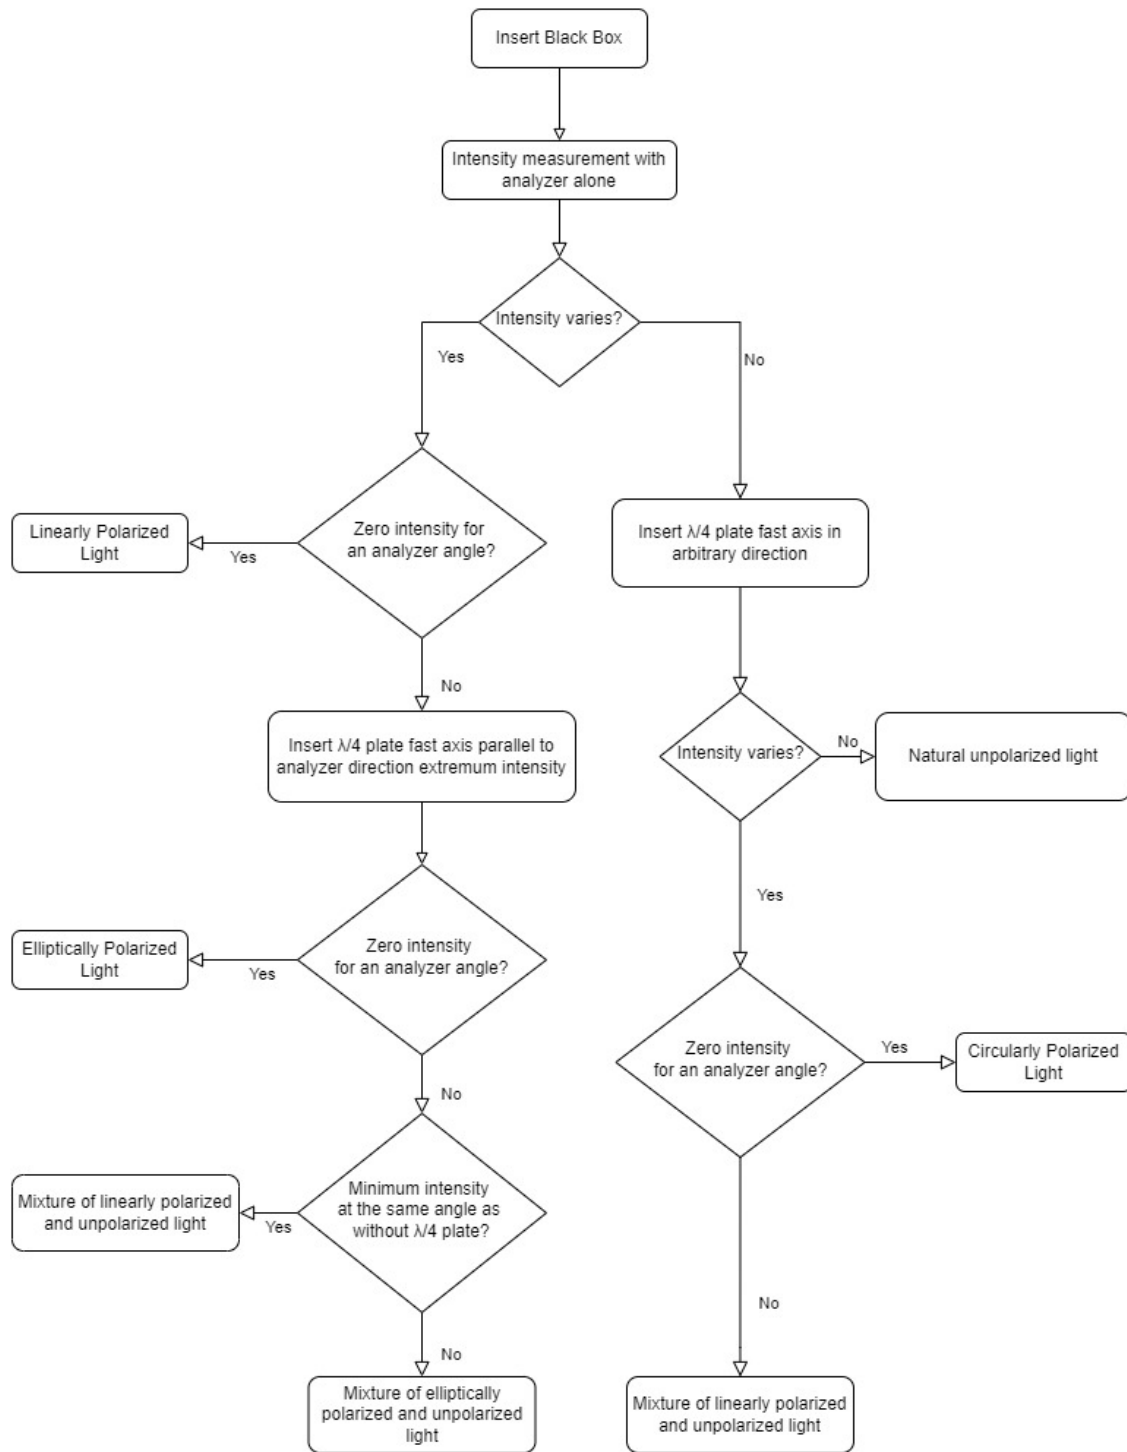 Insert Black Box
Intensity measurement with
analyzer alone
Intensity varies?
Yes
No
Zero intensity for
an analyzer angle?
Yes
Linearly Polarized
Light
No
Insert λ/4 plate fast axis in
arbitrary direction
Insert λ/4 plate fast axis parallel to
analyzer direction extremum intensity
Intensity varies?
No
Natural unpolarized light
Yes
Zero intensity
for an analyzer angle?
Yes
Elliptically Polarized
Light
No
Zero intensity
for an analyzer angle?
Yes
Circularly Polarized
Light
No
Minimum intensity
at the same angle as
without λ/4 plate?
Yes
Mixture of linearly polarized
and unpolarized light
No
Mixture of elliptically
polarized and unpolarized
light
Mixture of linearly polarized
and unpolarized light